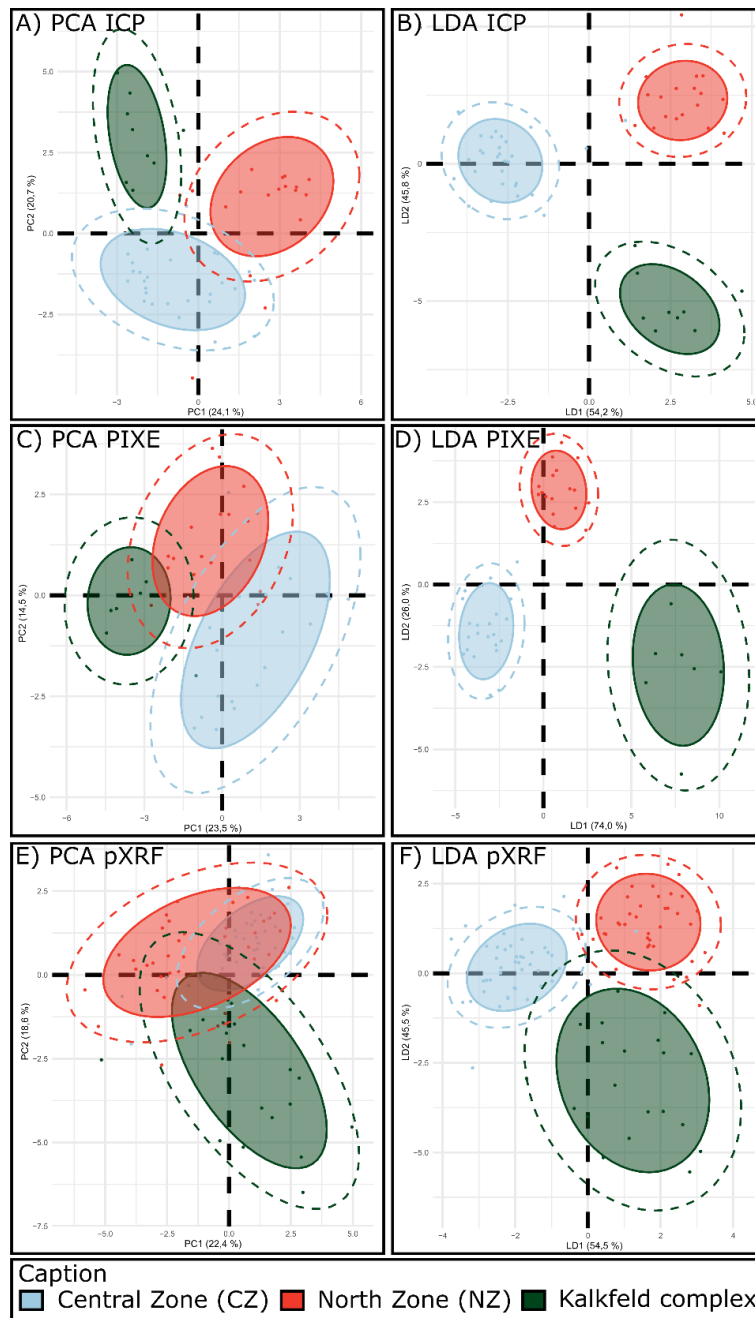 A) PCA ICP
5.0
2.5
PC2 (20,7 %)
0.0
-2.5
-3 0 3 6
PC1 (24,1 %)
B) LDA ICP
0
LD2 (45,8 %)
-5
-5.0 -2.5 0.0 2.5 5.0
LD1 (54,2 %)
C) PCA PIXE
2.5
0.0
PC2 (14,5 %)
-2.5
-5.0
-6 -3 0 3
PC1 (23,5 %)
D) LDA PIXE
2.5
0.0
LD2 (26,0 %)
-2.5
-5.0
-5 0 5 10
LD1 (74,0 %)
E) PCA pXRF
2.5
0.0
PC2 (18,6 %)
-2.5
-5.0
-7.5
-5.0 -2.5 0.0 2.5 5.0
PC1 (22,4 %)
F) LDA pXRF
2.5
0.0
LD2 (45,5 %)
-2.5
-5.0
-4 -2 0 2 4
LD1 (54,5 %)
Caption
Central Zone (CZ) North Zone (NZ) Kalkfeld complex